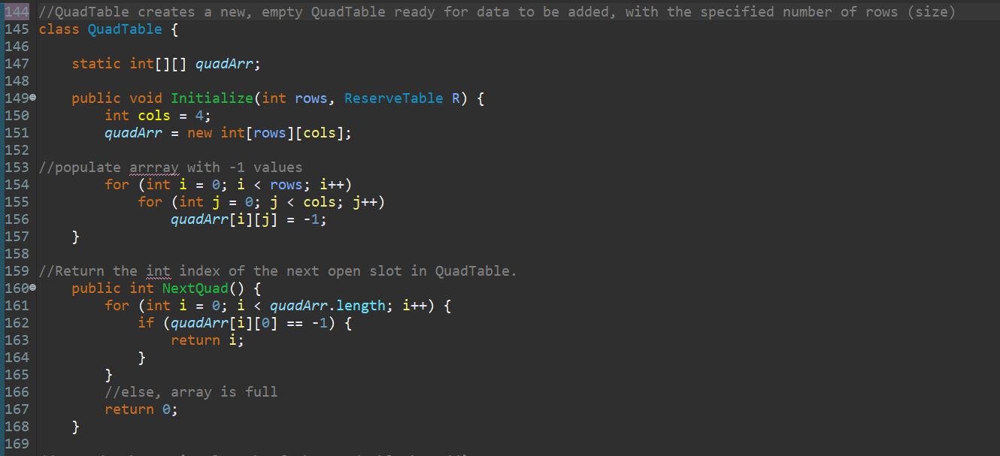 144 //QuadTable creates a new, empty QuadTable ready for data to be added, with the specified number of rows (size)
145 class QuadTable {
146
147     static int[][] quadArr;
148
149     public void Initialize(int rows, ReserveTable R) {
150         int cols = 4;
151         quadArr = new int[rows][cols];
152
153 //populate arrray with -1 values
154         for (int i = 0; i < rows; i++)
155             for (int j = 0; j < cols; j++)
156                 quadArr[i][j] = -1;
157     }
158
159 //Return the int index of the next open slot in QuadTable.
160     public int NextQuad() {
161         for (int i = 0; i < quadArr.length; i++) {
162             if (quadArr[i][0] == -1) {
163                 return i;
164             }
165         }
166         //else, array is full
167         return 0;
168     }
169